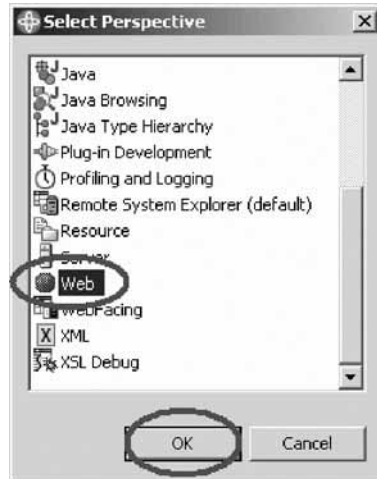 Select Perspective
Java
Java Browsing
Java Type Hierarchy
Plug-in Development
Profiling and Logging
Remote System Explorer (default)
Resource
Server
Web
WebFacing
XML
XSL Debug
OK
Cancel